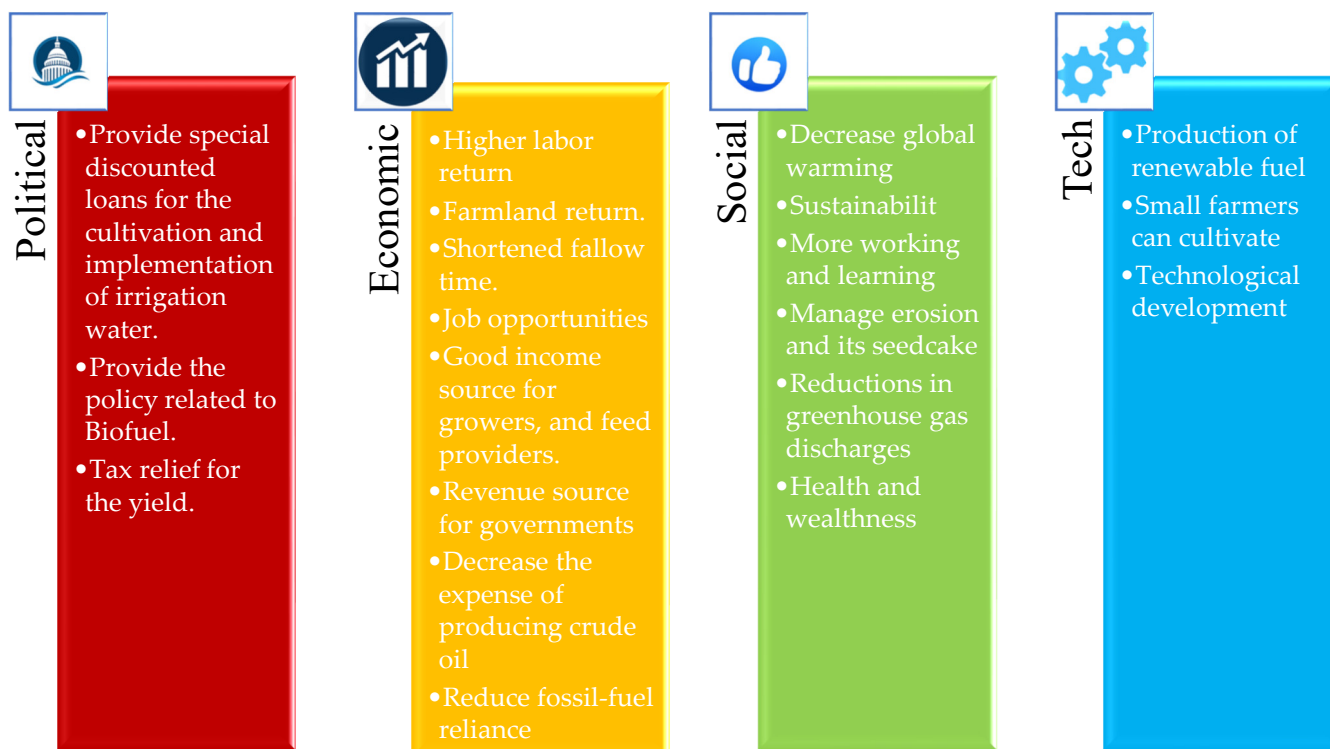 Political
•Provide special
discounted
loans for the
cultivation and
implementation
of irrigation
water.
•Provide the
policy related to
Biofuel.
•Tax relief for
the yield.
Economic
•Higher labor
return
•Farmland return.
•Shortened fallow
time.
•Job opportunities
•Good income
source for
growers, and feed
providers.
•Revenue source
for governments
•Decrease the
expense of
producing crude
oil
•Reduce fossil-fuel
reliance
Social
•Decrease global
warming
•Sustainabilit
•More working
and learning
•Manage erosion
and its seedcake
•Reductions in
greenhouse gas
discharges
•Health and
wealthness
Tech
•Production of
renewable fuel
•Small farmers
can cultivate
•Technological
development